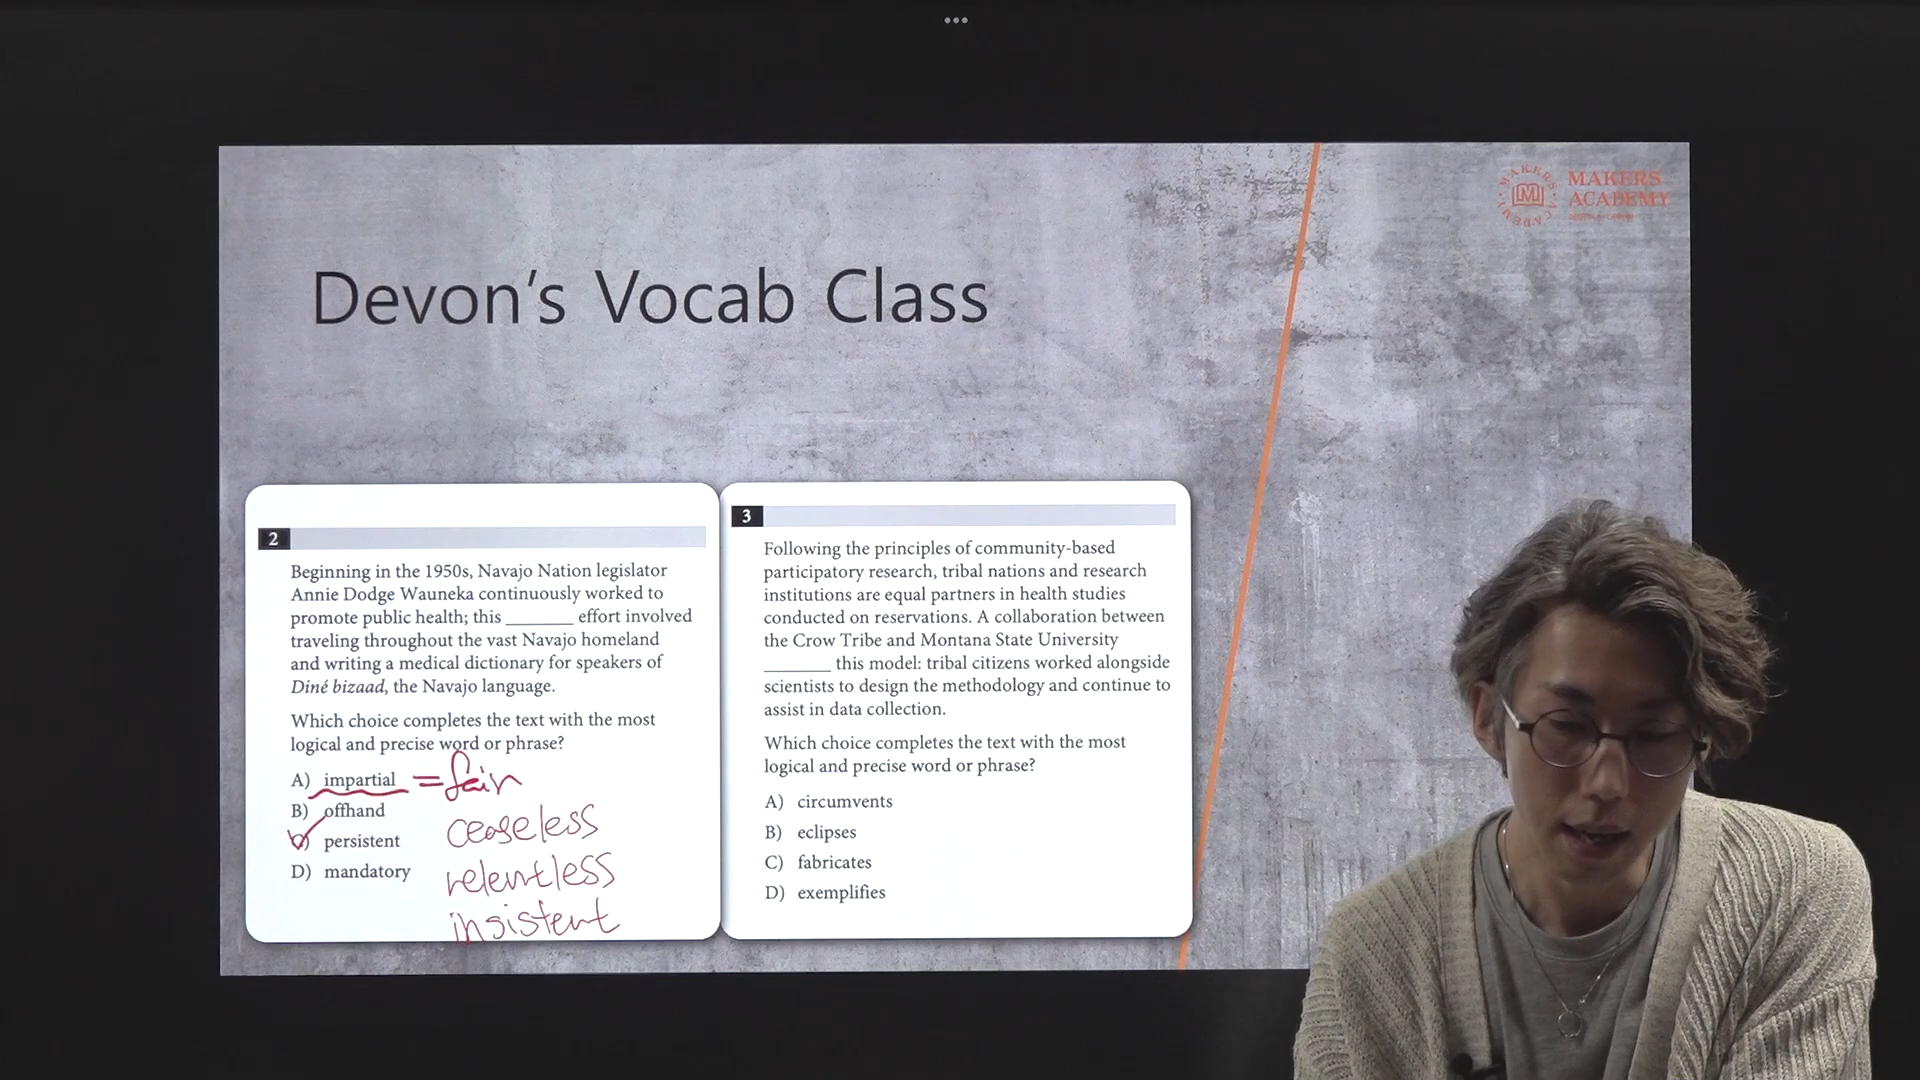 MAKERS
ACADEMY
Devon's Vocab Class
2
Beginning in the 1950s, Navajo Nation legislator
Annie Dodge Wauneka continuously worked to
promote public health; this ________ effort involved
traveling throughout the vast Navajo homeland
and writing a medical dictionary for speakers of
Diné bizaad, the Navajo language.
Which choice completes the text with the most
logical and precise word or phrase?
A) impartial = fair
B) offhand
C) persistent
D) mandatory
ceaseless
relentless
insistent
3
Following the principles of community-based
participatory research, tribal nations and research
institutions are equal partners in health studies
conducted on reservations. A collaboration between
the Crow Tribe and Montana State University
________ this model: tribal citizens worked alongside
scientists to design the methodology and continue to
assist in data collection.
Which choice completes the text with the most
logical and precise word or phrase?
A) circumvents
B) eclipses
C) fabricates
D) exemplifies